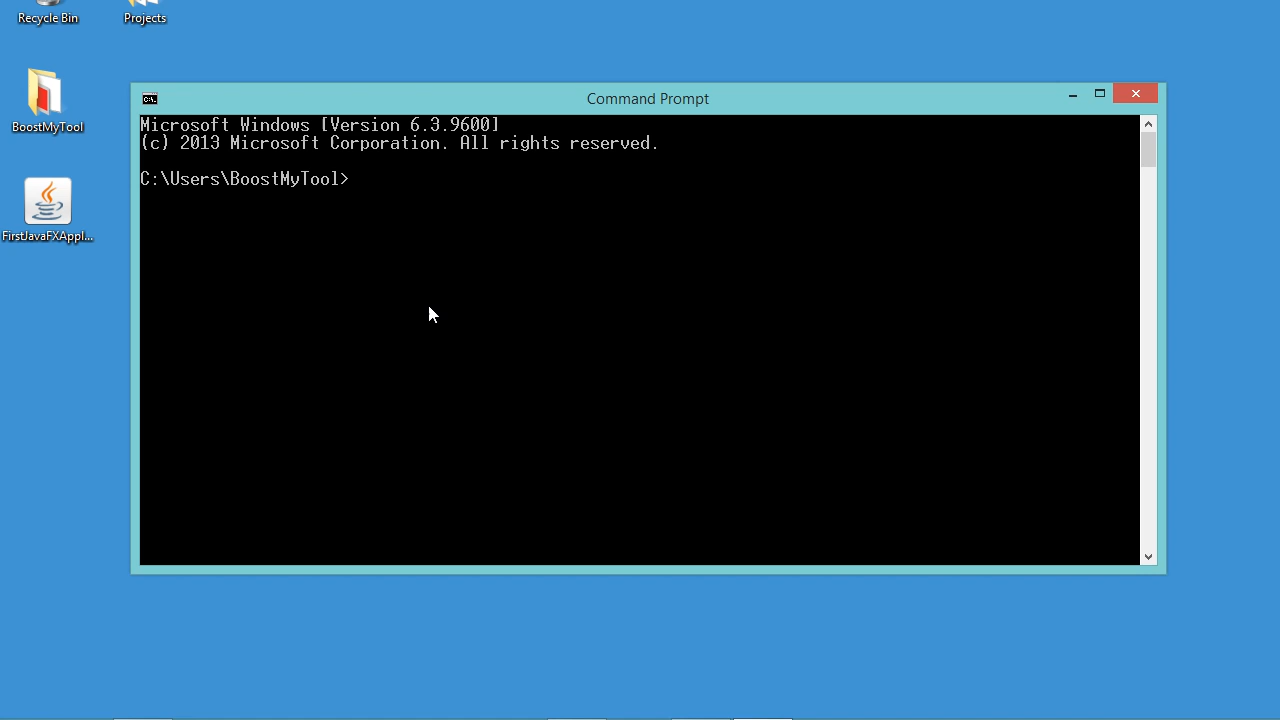 Recycle Bin
Projects
BoostMyTool
FirstJavaFXAppl...
Command Prompt
Microsoft Windows [Version 6.3.9600]
(c) 2013 Microsoft Corporation. All rights reserved.
C:\Users\BoostMyTool>